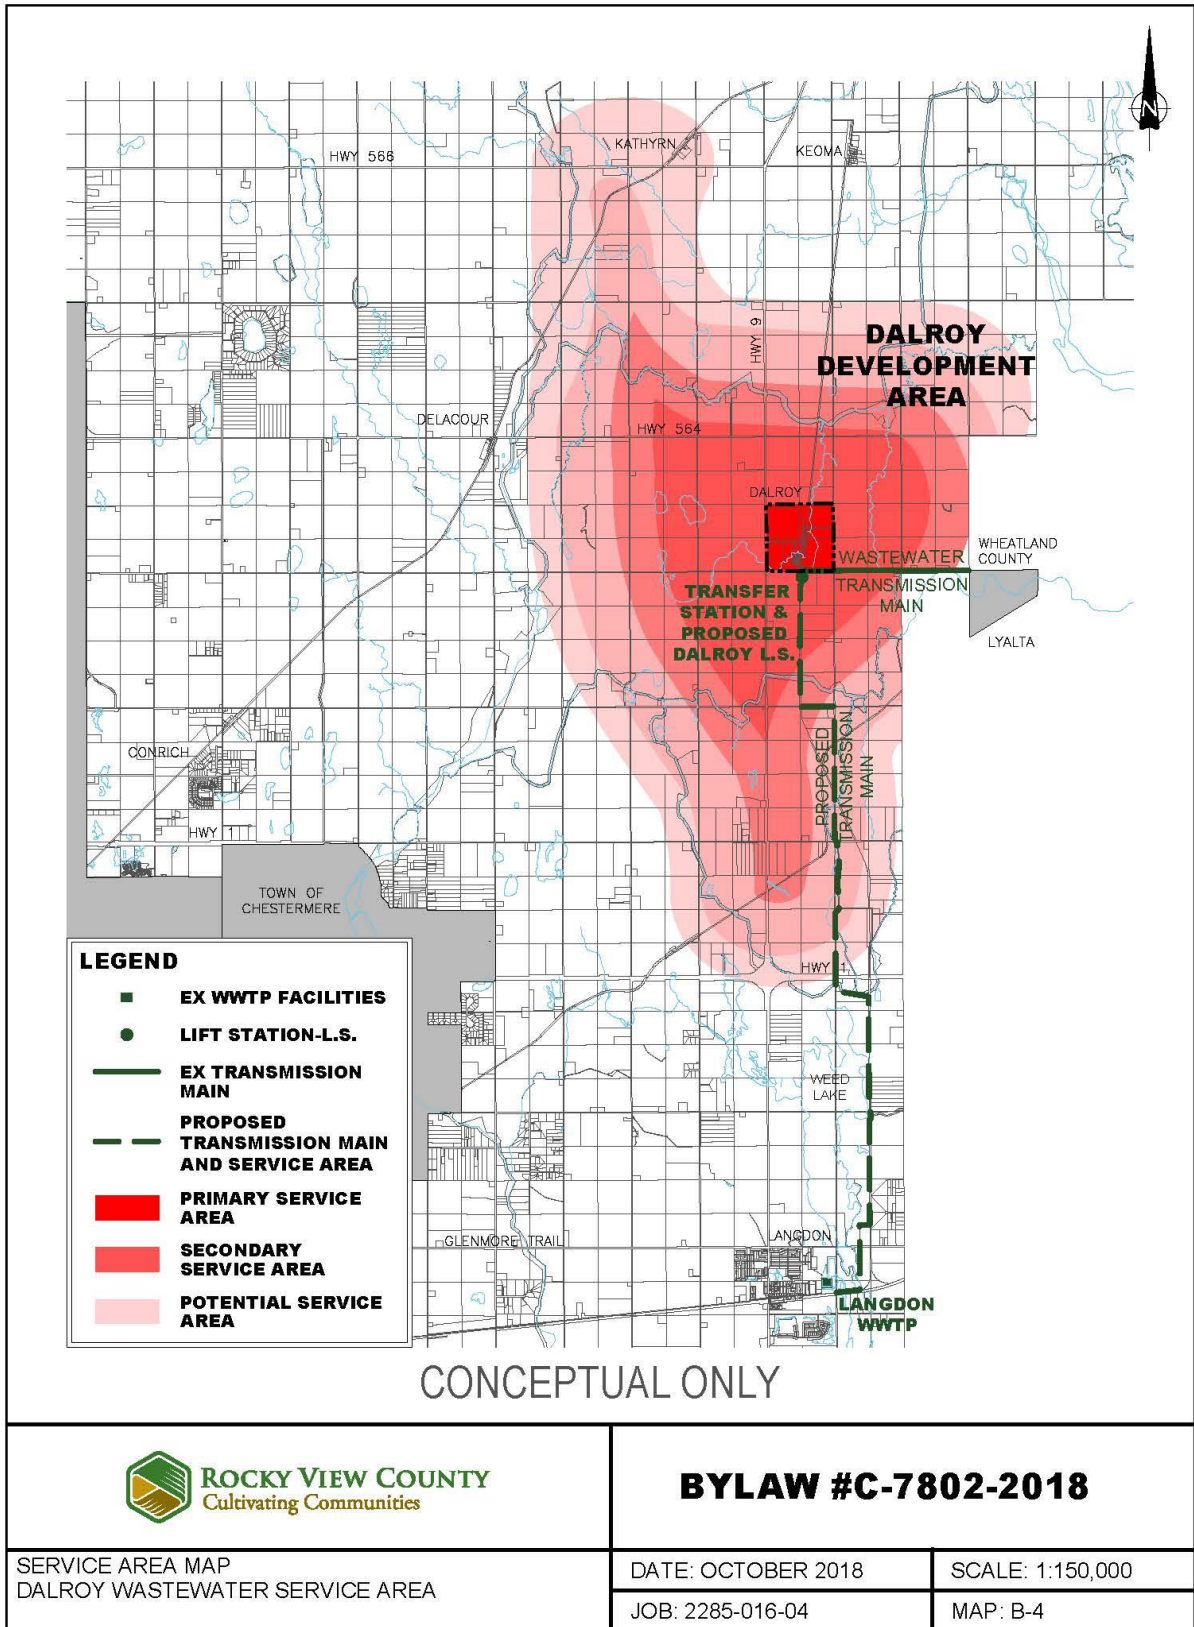 N
HWY 566
KATHYRN
KEOMA
HWY 9
DALROY
DEVELOPMENT
AREA
DELACOUR
HWY 564
DALROY
WASTEWATER
TRANSMISSION
MAIN
WHEATLAND
COUNTY
LYALTA
TRANSFER
STATION &
PROPOSED
DALROY L.S.
PROPOSED
TRANSMISSION
MAIN
CONRICH
HWY 1
TOWN OF
CHESTERMERE
HWY 1
WEED
LAKE
GLENMORE TRAIL
LANGDON
LANGDON
WWTP
LEGEND
EX WWTP FACILITIES
LIFT STATION-L.S.
EX TRANSMISSION
MAIN
PROPOSED
TRANSMISSION MAIN
AND SERVICE AREA
PRIMARY SERVICE
AREA
SECONDARY
SERVICE AREA
POTENTIAL SERVICE
AREA
CONCEPTUAL ONLY
ROCKY VIEW COUNTY
Cultivating Communities
BYLAW #C-7802-2018
SERVICE AREA MAP
DALROY WASTEWATER SERVICE AREA
DATE: OCTOBER 2018
SCALE: 1:150,000
JOB: 2285-016-04
MAP: B-4